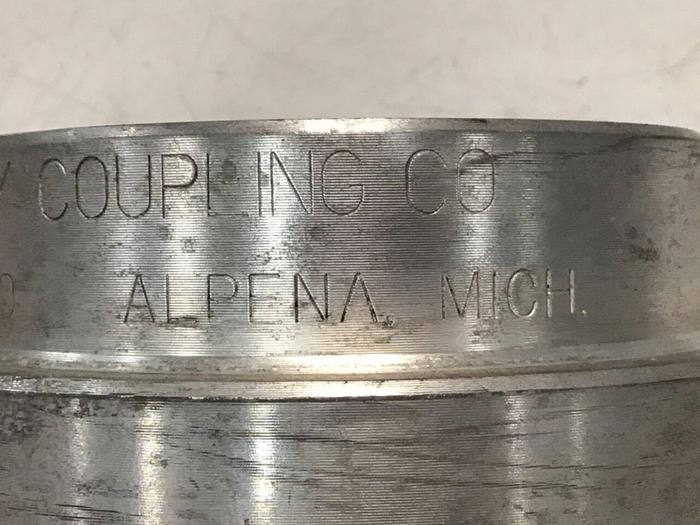 COUPLING CO
ALPENA, MICH.